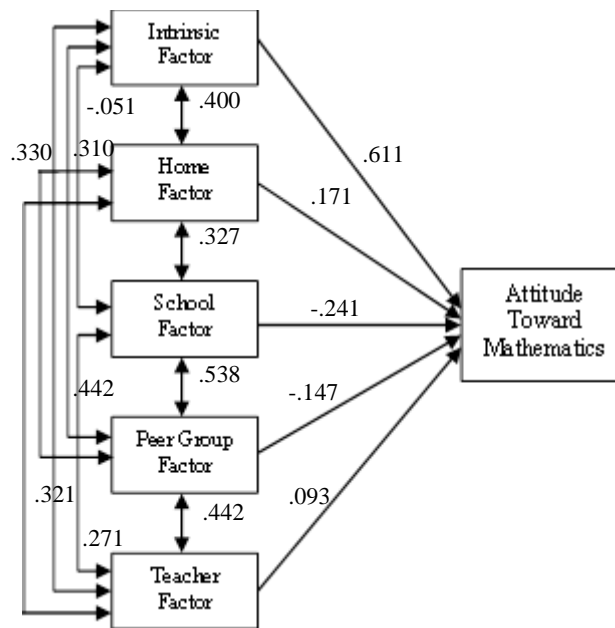 Intrinsic
Factor
-.051
.400
.330
.310
Home
Factor
.611
.171
.327
School
Factor
-.241
Attitude
Toward
Mathematics
.442
.538
-.147
Peer Group
Factor
.321
.442
.093
.271
Teacher
Factor